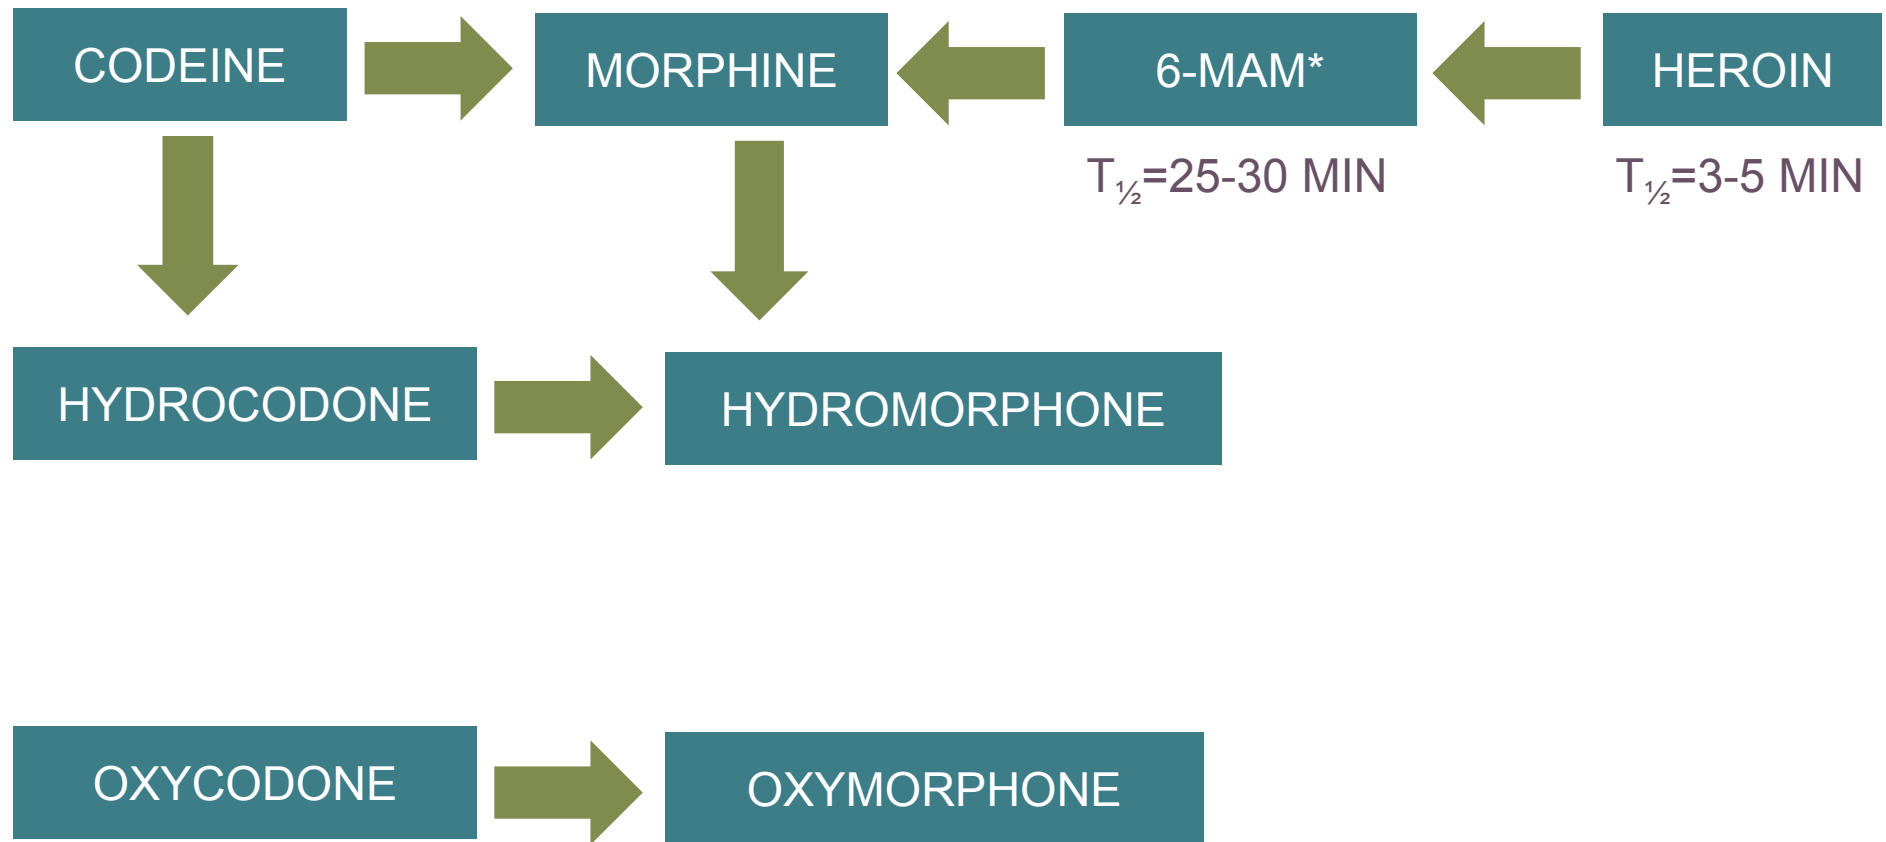 CODEINE
MORPHINE
6-MAM*
HEROIN
T½=25-30 MIN
T½=3-5 MIN
HYDROCODONE
HYDROMORPHONE
OXYCODONE
OXYMORPHONE